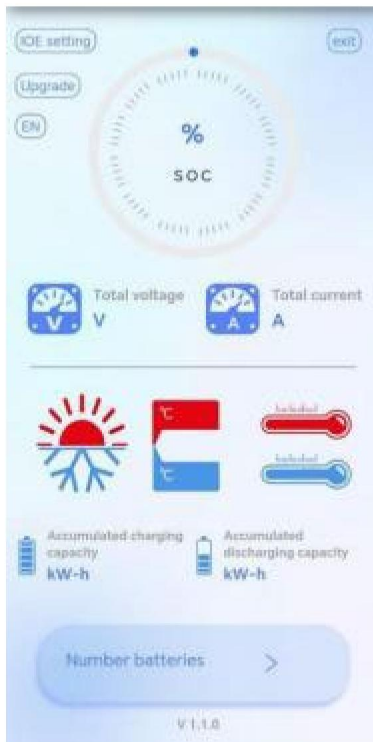 IOE setting
exit
Upgrade
EN
%
SOC
Total voltage
V
V
Total current
A
A
℃
℃
Accumulated charging
capacity
kW-h
Accumulated
discharging capacity
kW-h
Number batteries >
V 1.1.0